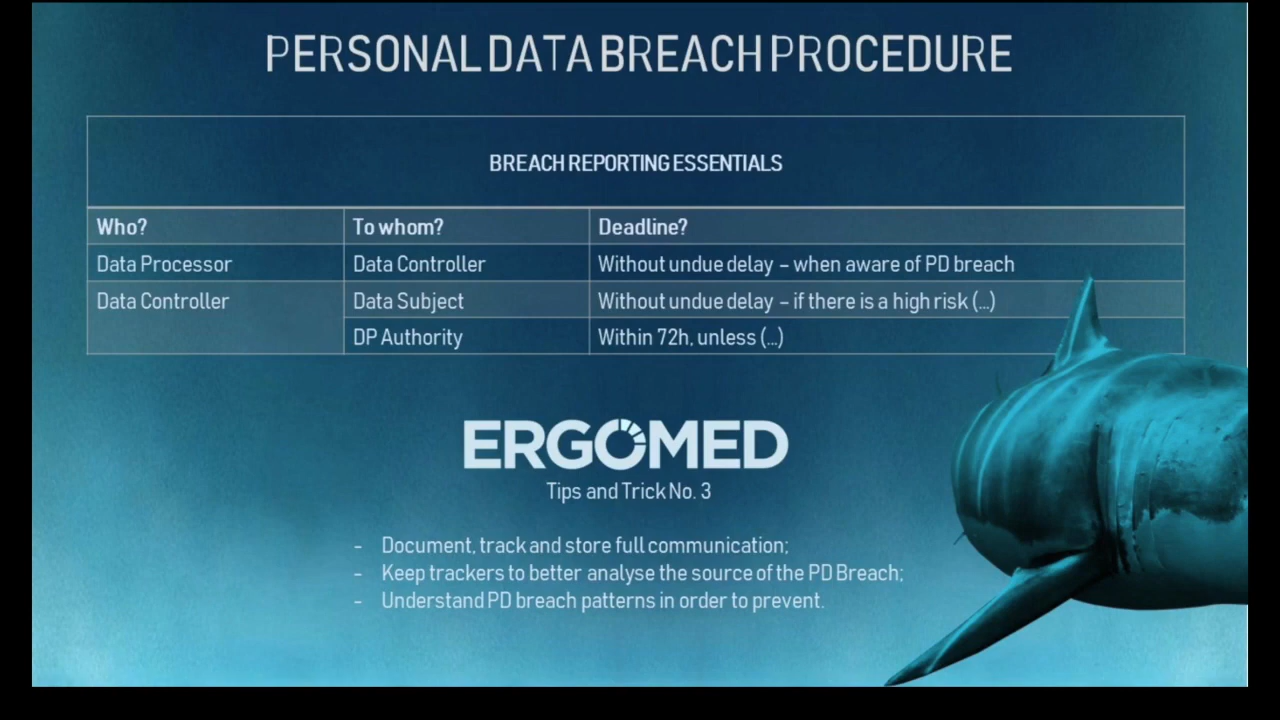 PERSONAL DATA BREACH PROCEDURE
BREACH REPORTING ESSENTIALS
Who? To whom? Deadline?
Data Processor Data Controller Without undue delay – when aware of PD breach
Data Controller Data Subject Without undue delay – if there is a high risk (...)
DP Authority Within 72h, unless (...)
ERGOMED
Tips and Trick No. 3
- Document, track and store full communication;
- Keep trackers to better analyse the source of the PD Breach;
- Understand PD breach patterns in order to prevent.